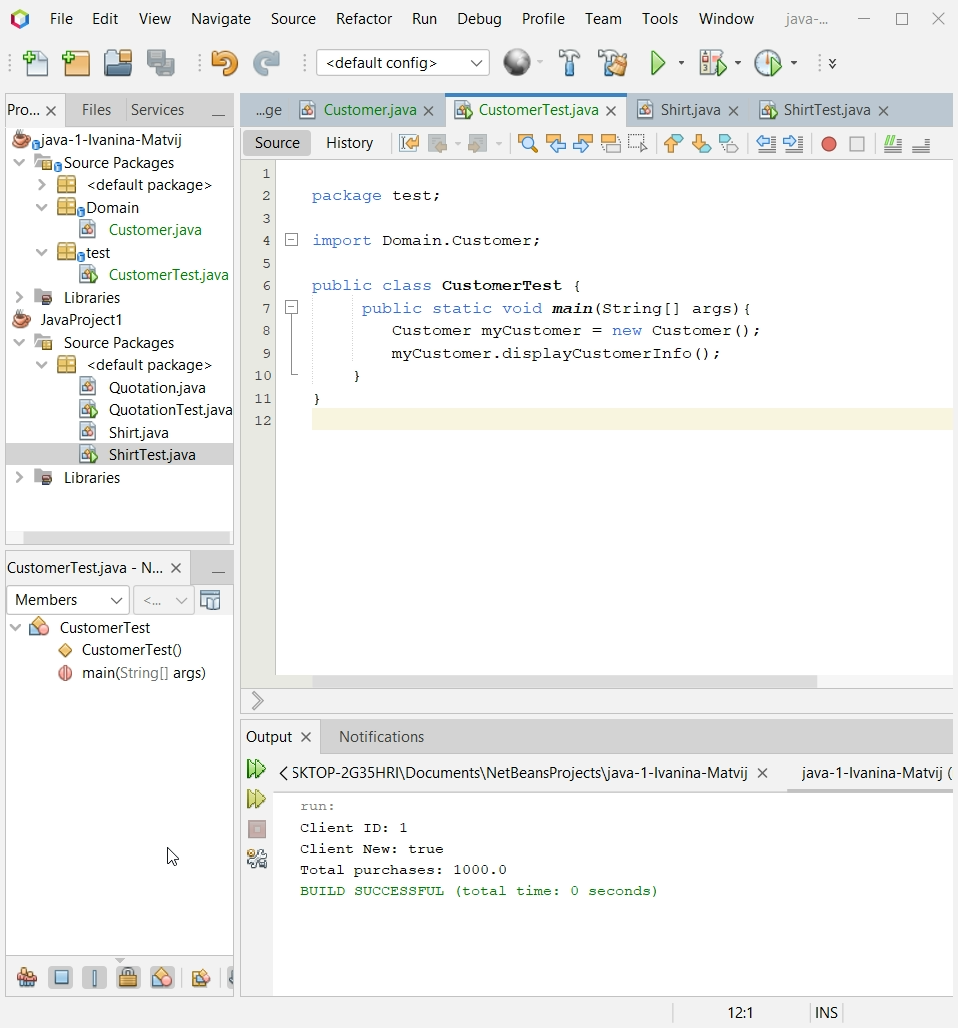 File Edit View Navigate Source Refactor Run Debug Profile Team Tools Window java-...
<default config>
Pro... Files Services
java-1-Ivanina-Matvij
Source Packages
<default package>
Domain
Customer.java
test
CustomerTest.java
Libraries
JavaProject1
Source Packages
<default package>
Quotation.java
QuotationTest.java
Shirt.java
ShirtTest.java
Libraries
CustomerTest.java - N...
Members <...
CustomerTest
CustomerTest()
main(String[] args)
...ge Customer.java CustomerTest.java Shirt.java ShirtTest.java
Source History
1
2 package test;
3
4 import Domain.Customer;
5
6 public class CustomerTest {
7 public static void main(String[] args){
8 Customer myCustomer = new Customer();
9 myCustomer.displayCustomerInfo();
10 }
11 }
12
Output Notifications
SKTOP-2G35HRI\Documents\NetBeansProjects\java-1-Ivanina-Matvij java-1-Ivanina-Matvij (
run:
Client ID: 1
Client New: true
Total purchases: 1000.0
BUILD SUCCESSFUL (total time: 0 seconds)
12:1 INS